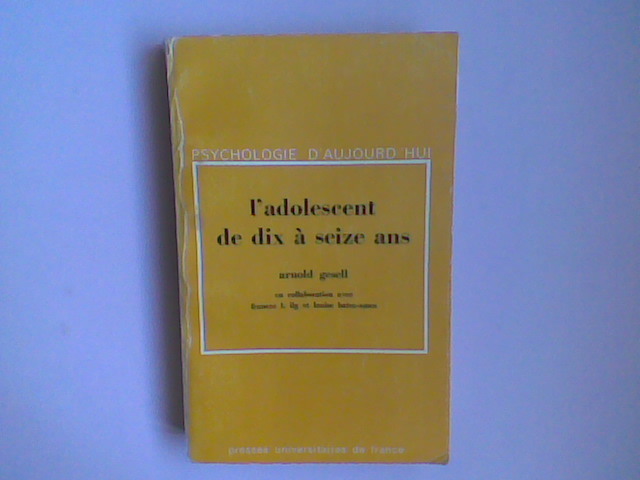 PSYCHOLOGIE D'AUJOURD'HUI
l'adolescent
de dix à seize ans
arnold gesell
en collaboration avec
frances l. ilg et louise bates-ames
presses universitaires de france